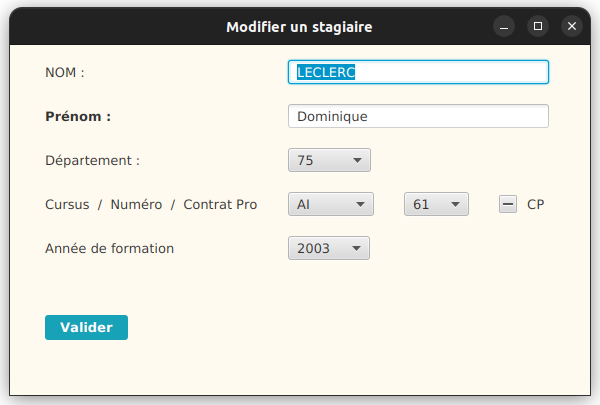 Modifier un stagiaire
NOM : LECLERC
Prénom : Dominique
Département : 75
Cursus / Numéro / Contrat Pro AI 61 CP
Année de formation 2003
Valider